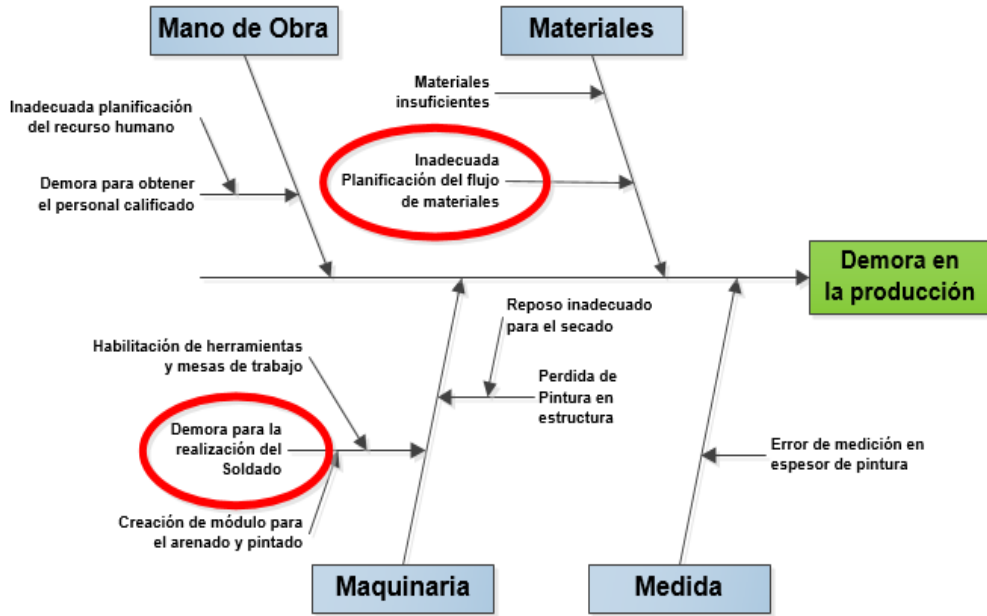 Mano de Obra
Materiales
Materiales
insuficientes
Inadecuada planificación
del recurso humano
Inadecuada
Planificación del flujo
de materiales
Demora para obtener
el personal calificado
Demora en
la producción
Reposo inadecuado
para el secado
Habilitación de herramientas
y mesas de trabajo
Perdida de
Pintura en
estructura
Demora para la
realización del
Soldado
Error de medición en
espesor de pintura
Creación de módulo para
el arenado y pintado
Maquinaria
Medida